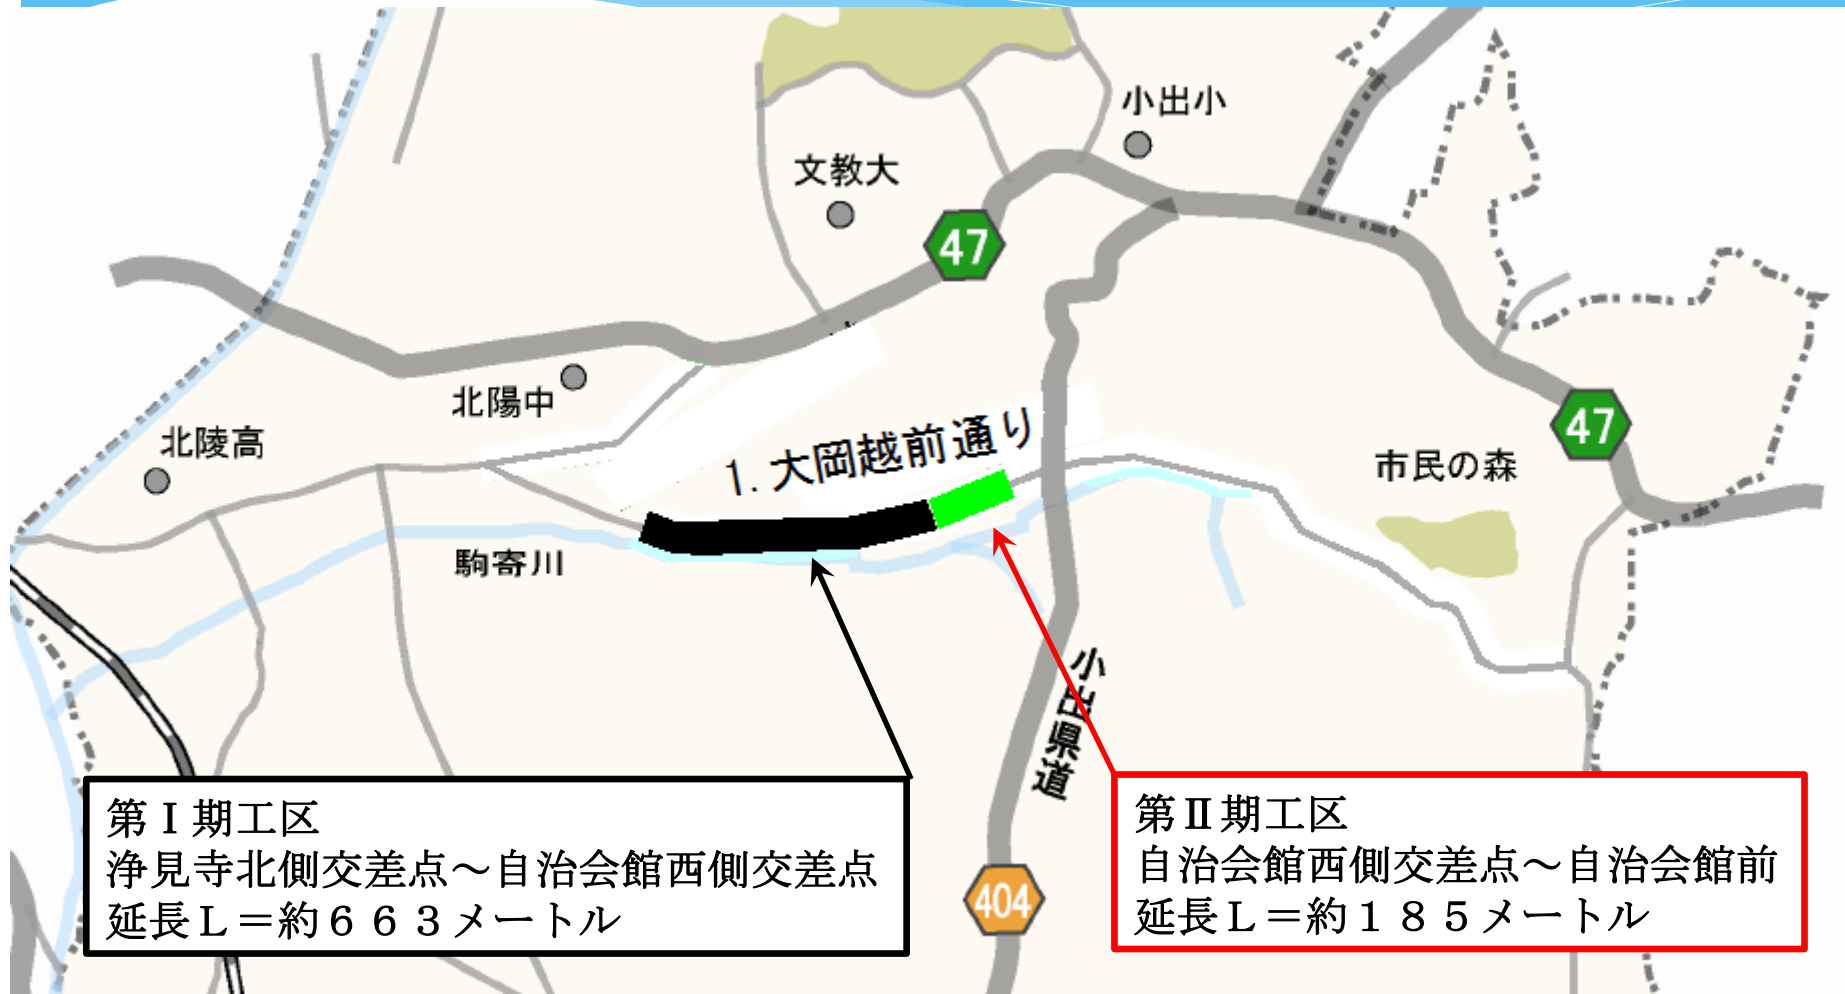 小出小
文教大
47
北陽中
北陵高
1.大岡越前通り
47
市民の森
駒寄川
小出県道
第Ⅰ期工区
浄見寺北側交差点～自治会館西側交差点
延長Ｌ＝約６６３メートル
第Ⅱ期工区
自治会館西側交差点～自治会館前
延長Ｌ＝約１８５メートル
404